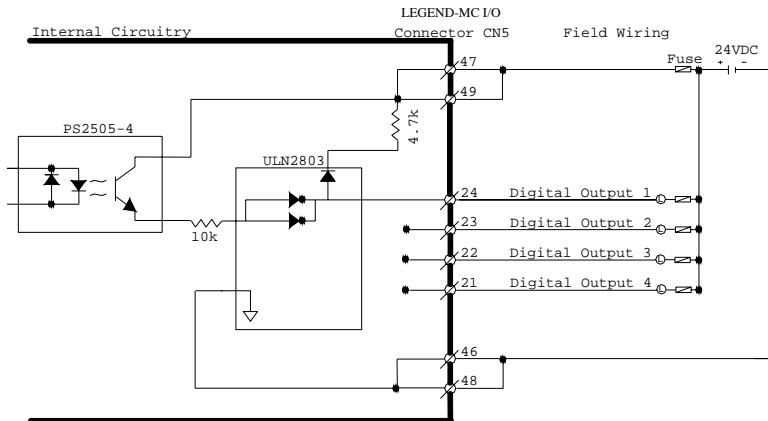 LEGEND-MC I/O
Internal Circuitry Connector CN5 Field Wiring
24VDC
+ -
47 Fuse
49
4.7k
PS2505-4
ULN2803
24 Digital Output 1 L
10k
23 Digital Output 2 L
22 Digital Output 3 L
21 Digital Output 4 L
46
48